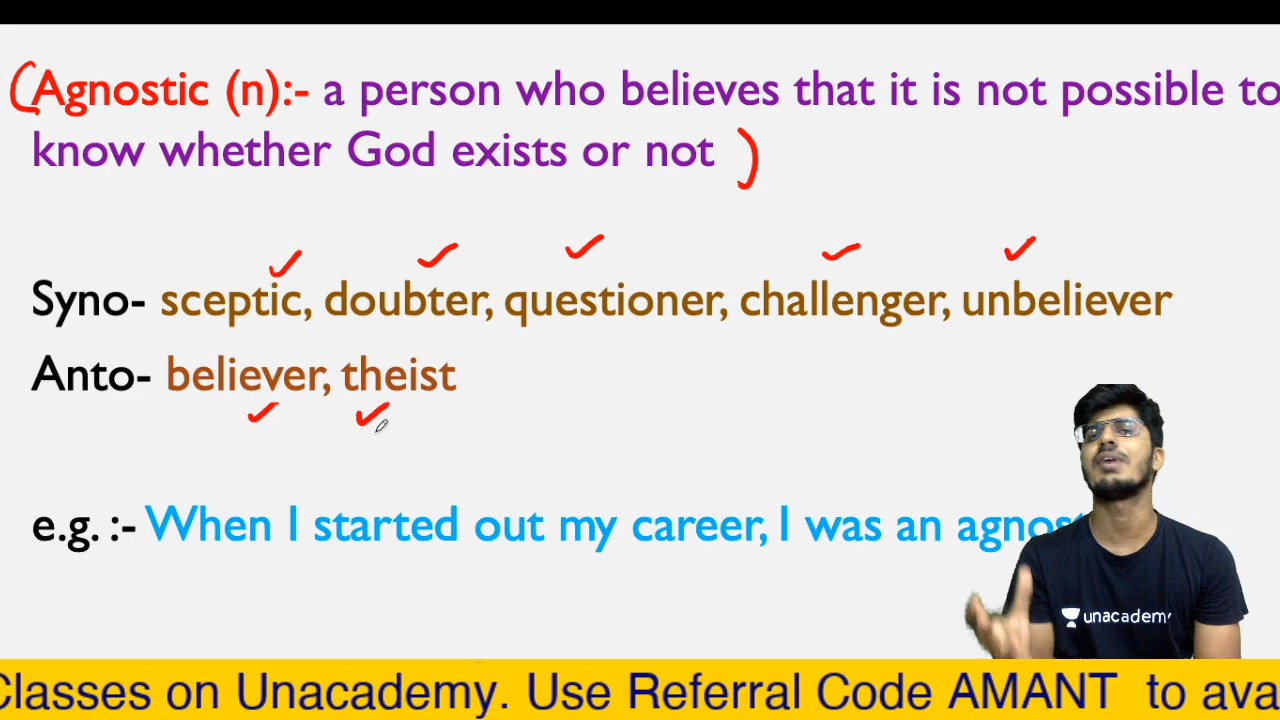 Agnostic (n):- a person who believes that it is not possible to
know whether God exists or not
Syno- sceptic, doubter, questioner, challenger, unbeliever
Anto- believer, theist
e.g. :- When I started out my career, I was an
unacademy
Classes on Unacademy. Use Referral Code AMANT to